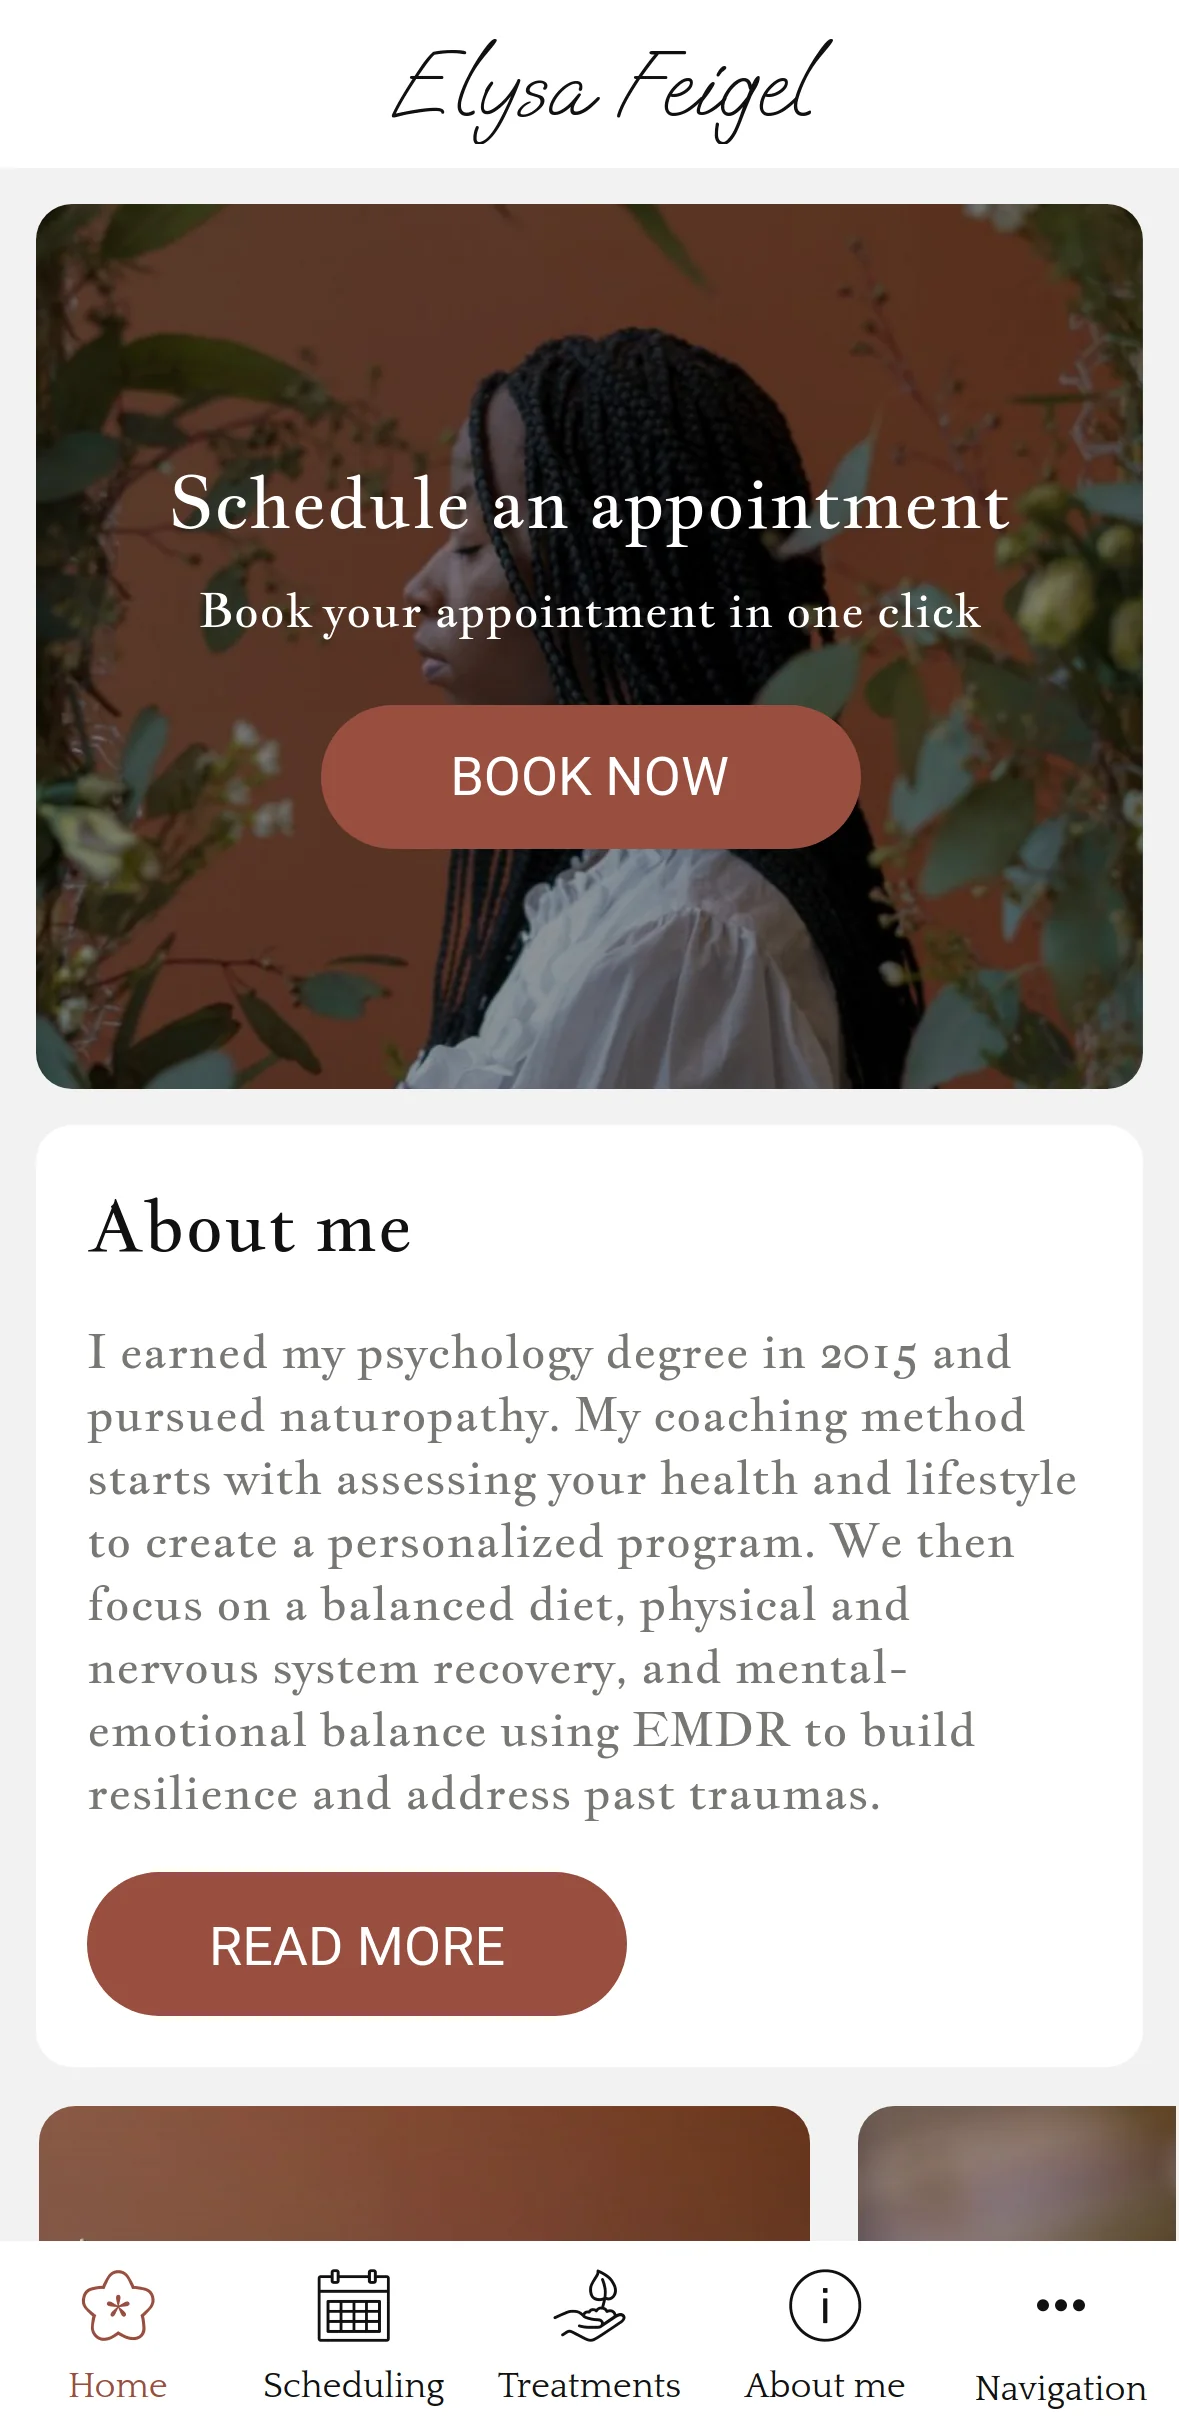 Elysa Feigel
Schedule an appointment
Book your appointment in one click
BOOK NOW
About me
I earned my psychology degree in 2015 and
pursued naturopathy. My coaching method
starts with assessing your health and lifestyle
to create a personalized program. We then
focus on a balanced diet, physical and
nervous system recovery, and mental-
emotional balance using EMDR to build
resilience and address past traumas.
READ MORE
Home
Scheduling
Treatments
About me
Navigation